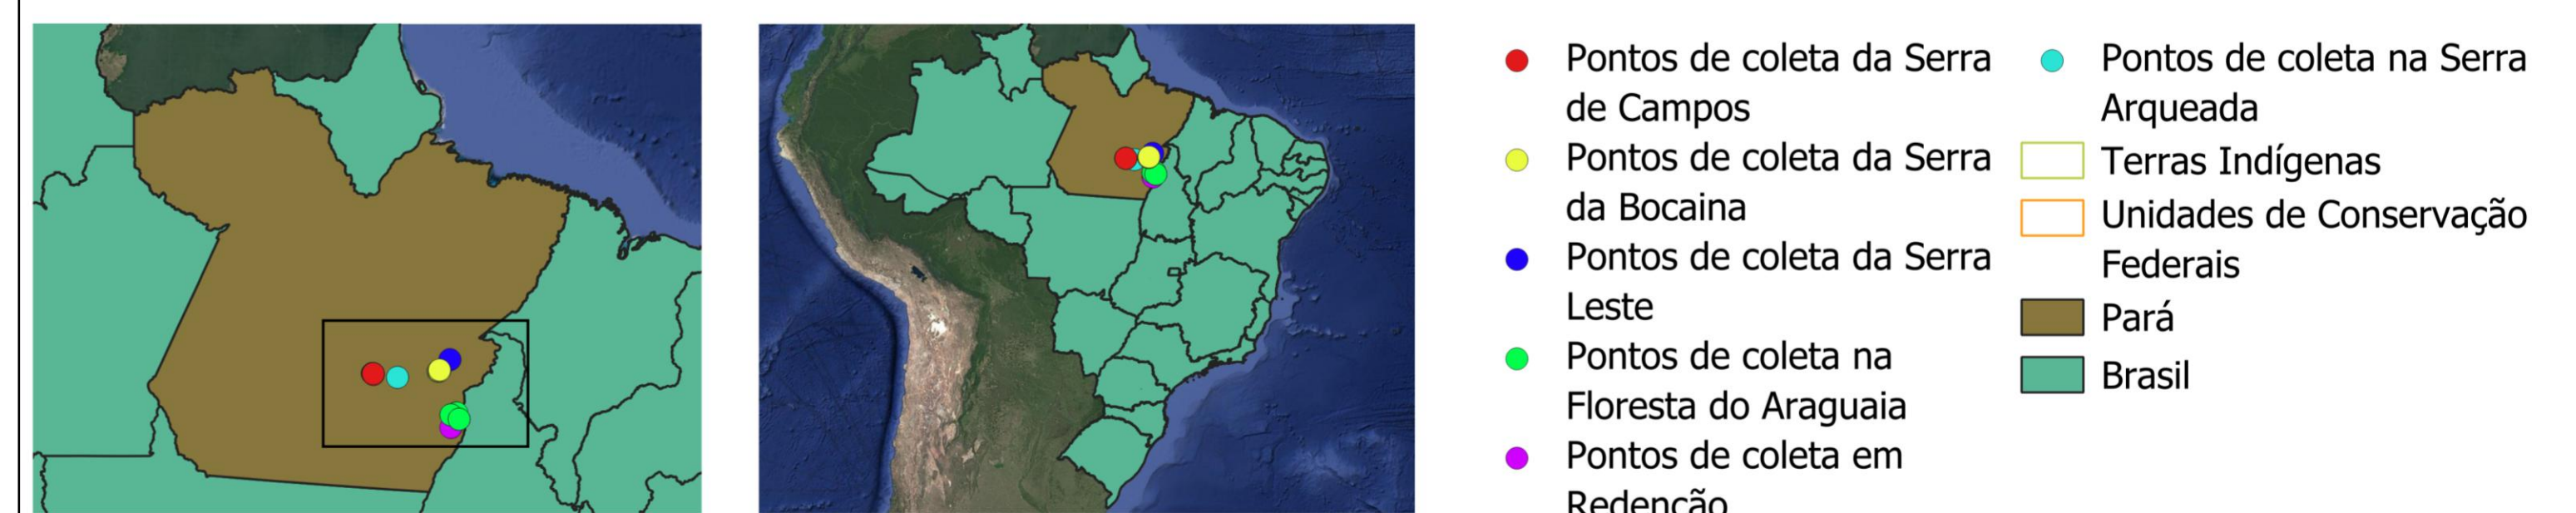 Pontos de coleta da Serra
de Campos
Pontos de coleta da Serra
da Bocaina
Pontos de coleta da Serra
Leste
Pontos de coleta na
Floresta do Araguaia
Pontos de coleta em
Redenção
Pontos de coleta na Serra
Arqueada
Terras Indígenas
Unidades de Conservação
Federais
Pará
Brasil